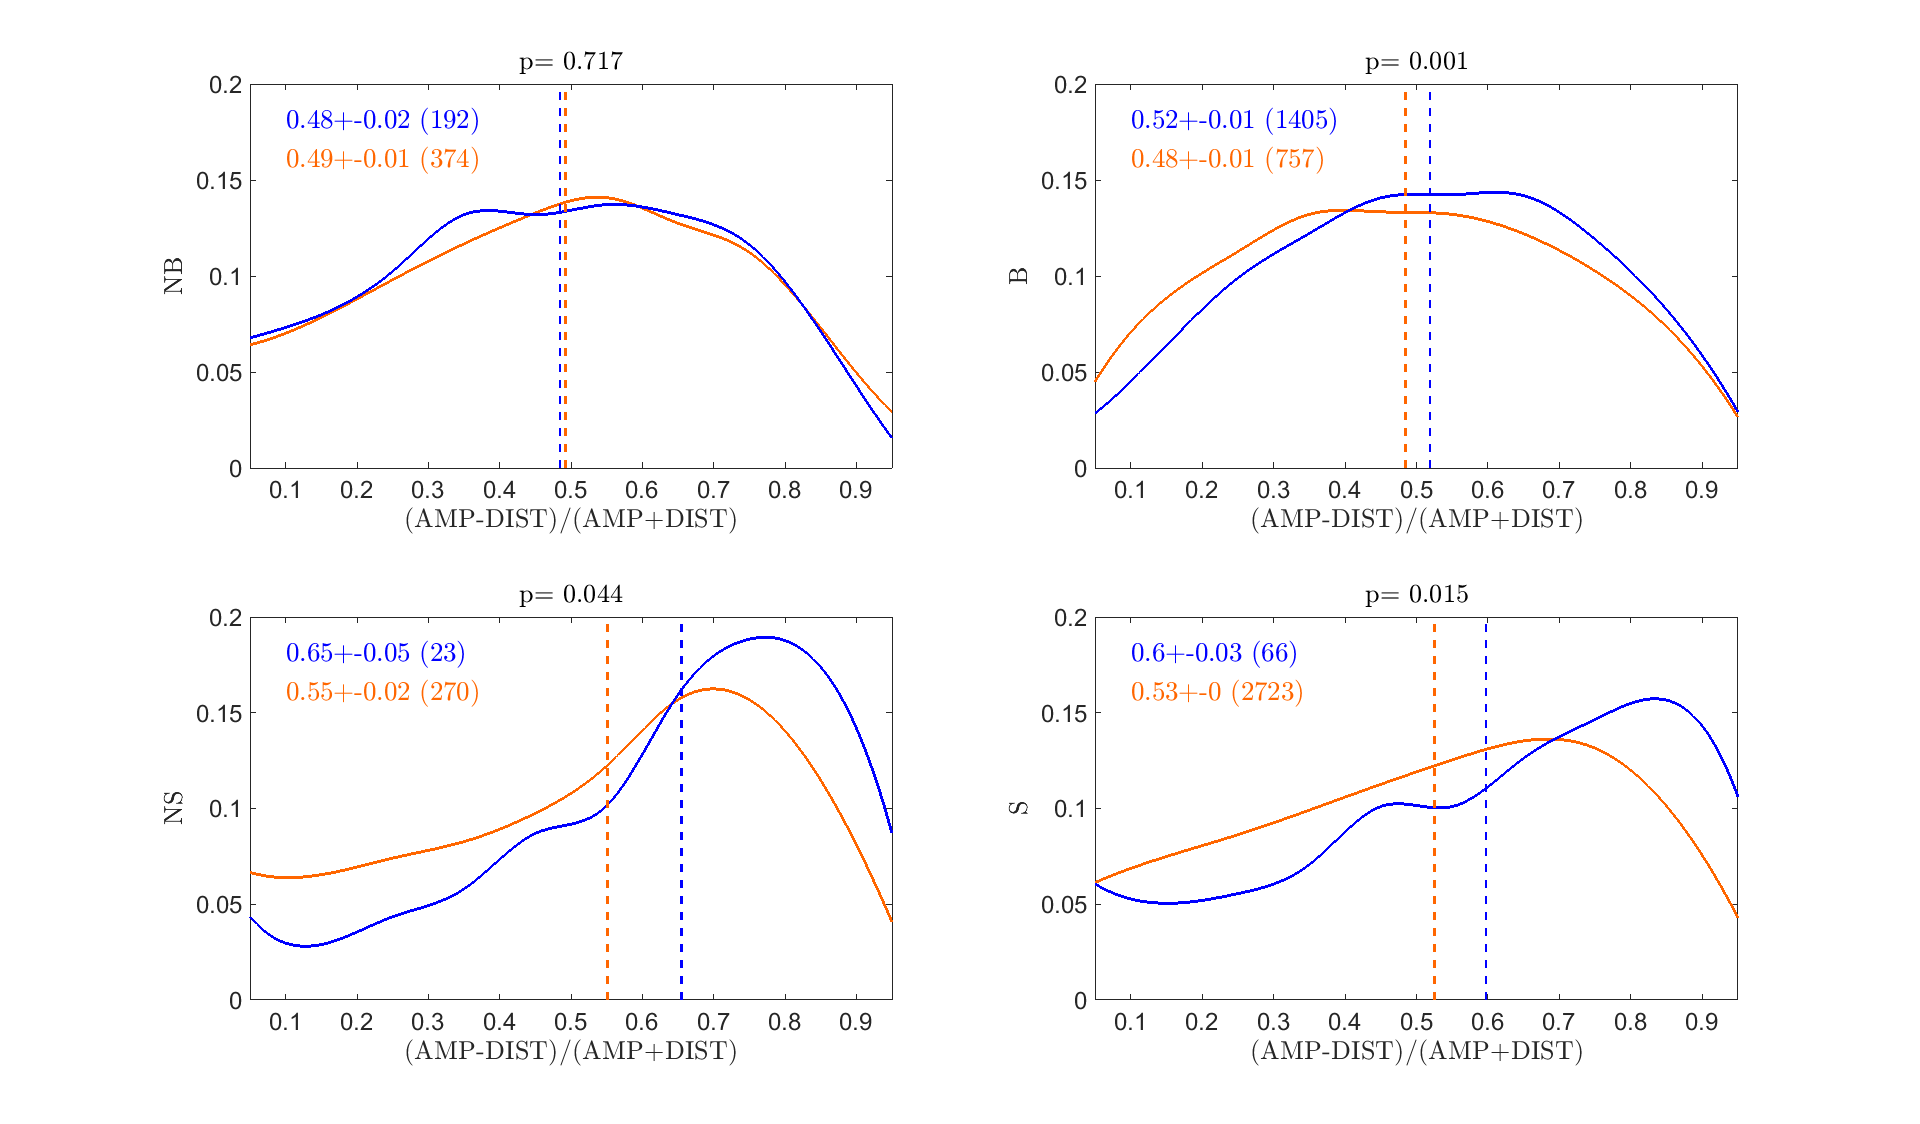 p= 0.717
0.2
0.15
0.1
0.05
0
NB
0.48+-0.02 (192)
0.49+-0.01 (374)
0.1 0.2 0.3 0.4 0.5 0.6 0.7 0.8 0.9
(AMP-DIST)/(AMP+DIST)
p= 0.001
0.2
0.15
0.1
0.05
0
B
0.52+-0.01 (1405)
0.48+-0.01 (757)
0.1 0.2 0.3 0.4 0.5 0.6 0.7 0.8 0.9
(AMP-DIST)/(AMP+DIST)
p= 0.044
0.2
0.15
0.1
0.05
0
NS
0.65+-0.05 (23)
0.55+-0.02 (270)
0.1 0.2 0.3 0.4 0.5 0.6 0.7 0.8 0.9
(AMP-DIST)/(AMP+DIST)
p= 0.015
0.2
0.15
0.1
0.05
0
S
0.6+-0.03 (66)
0.53+-0 (2723)
0.1 0.2 0.3 0.4 0.5 0.6 0.7 0.8 0.9
(AMP-DIST)/(AMP+DIST)